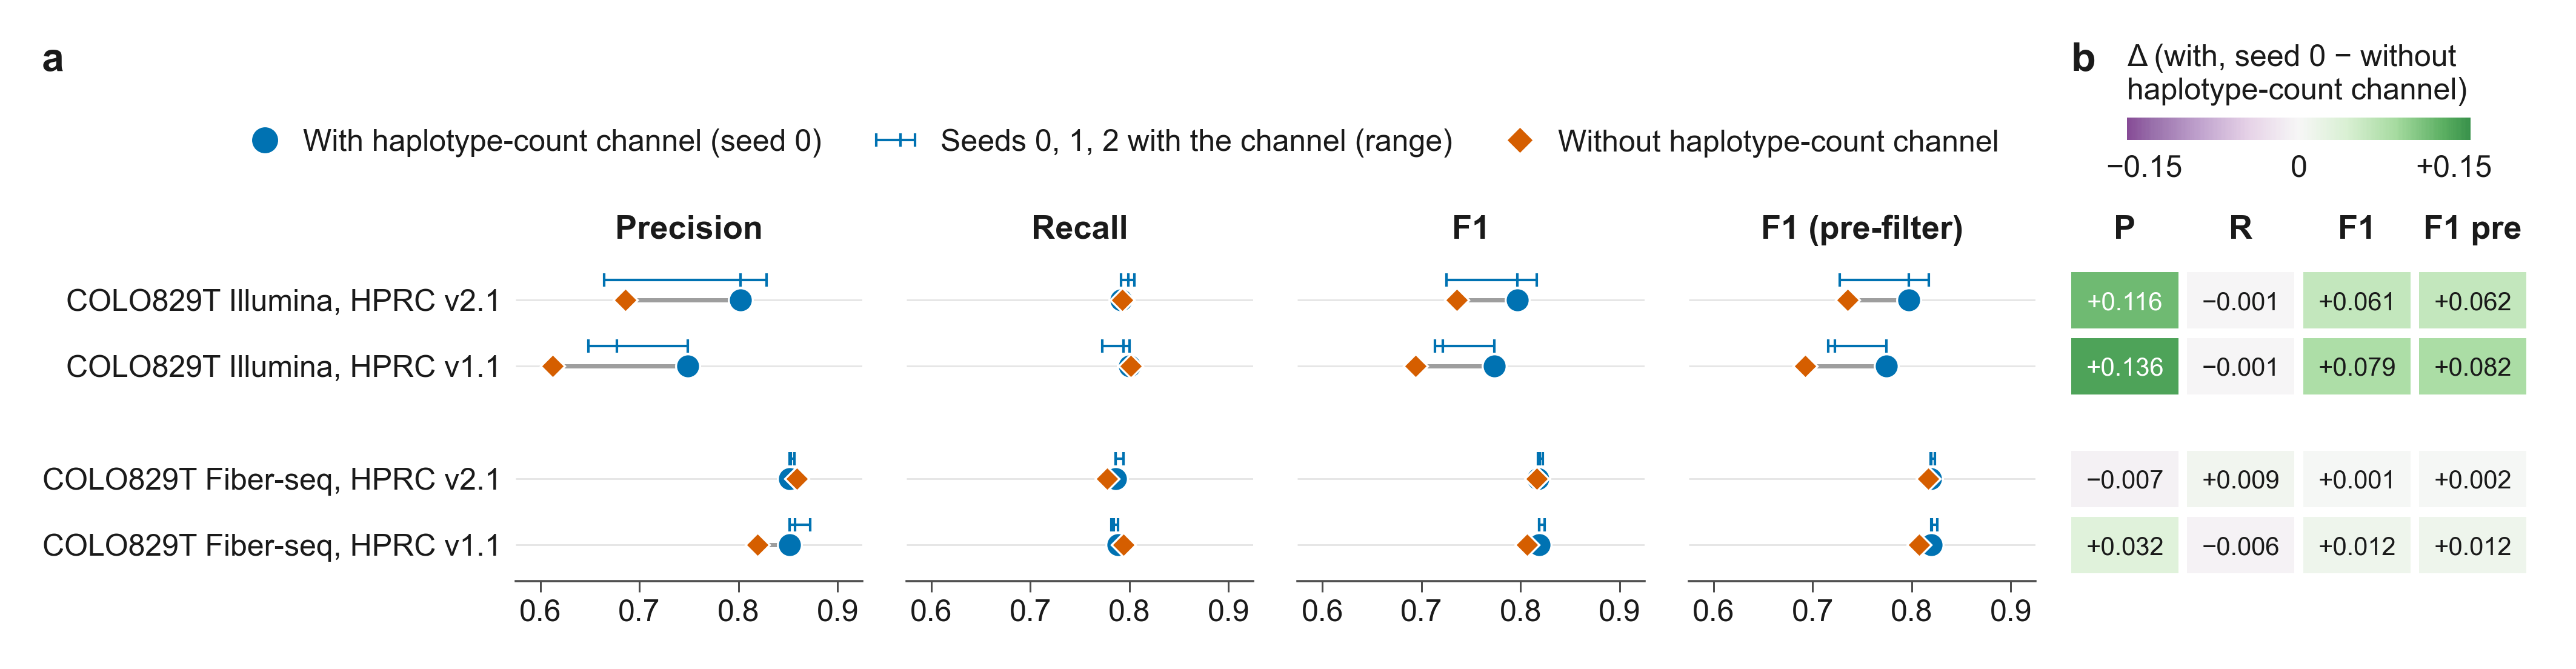 a
With haplotype-count channel (seed 0)
Seeds 0, 1, 2 with the channel (range)
Without haplotype-count channel
Precision
Recall
F1
F1 (pre-filter)
COLO829T Illumina, HPRC v2.1
COLO829T Illumina, HPRC v1.1
COLO829T Fiber-seq, HPRC v2.1
COLO829T Fiber-seq, HPRC v1.1
0.6 0.7 0.8 0.9
0.6 0.7 0.8 0.9
0.6 0.7 0.8 0.9
0.6 0.7 0.8 0.9
b
Δ (with, seed 0 − without
haplotype-count channel)
−0.15 0 +0.15
P R F1 F1 pre
+0.116 −0.001 +0.061 +0.062
+0.136 −0.001 +0.079 +0.082
−0.007 +0.009 +0.001 +0.002
+0.032 −0.006 +0.012 +0.012